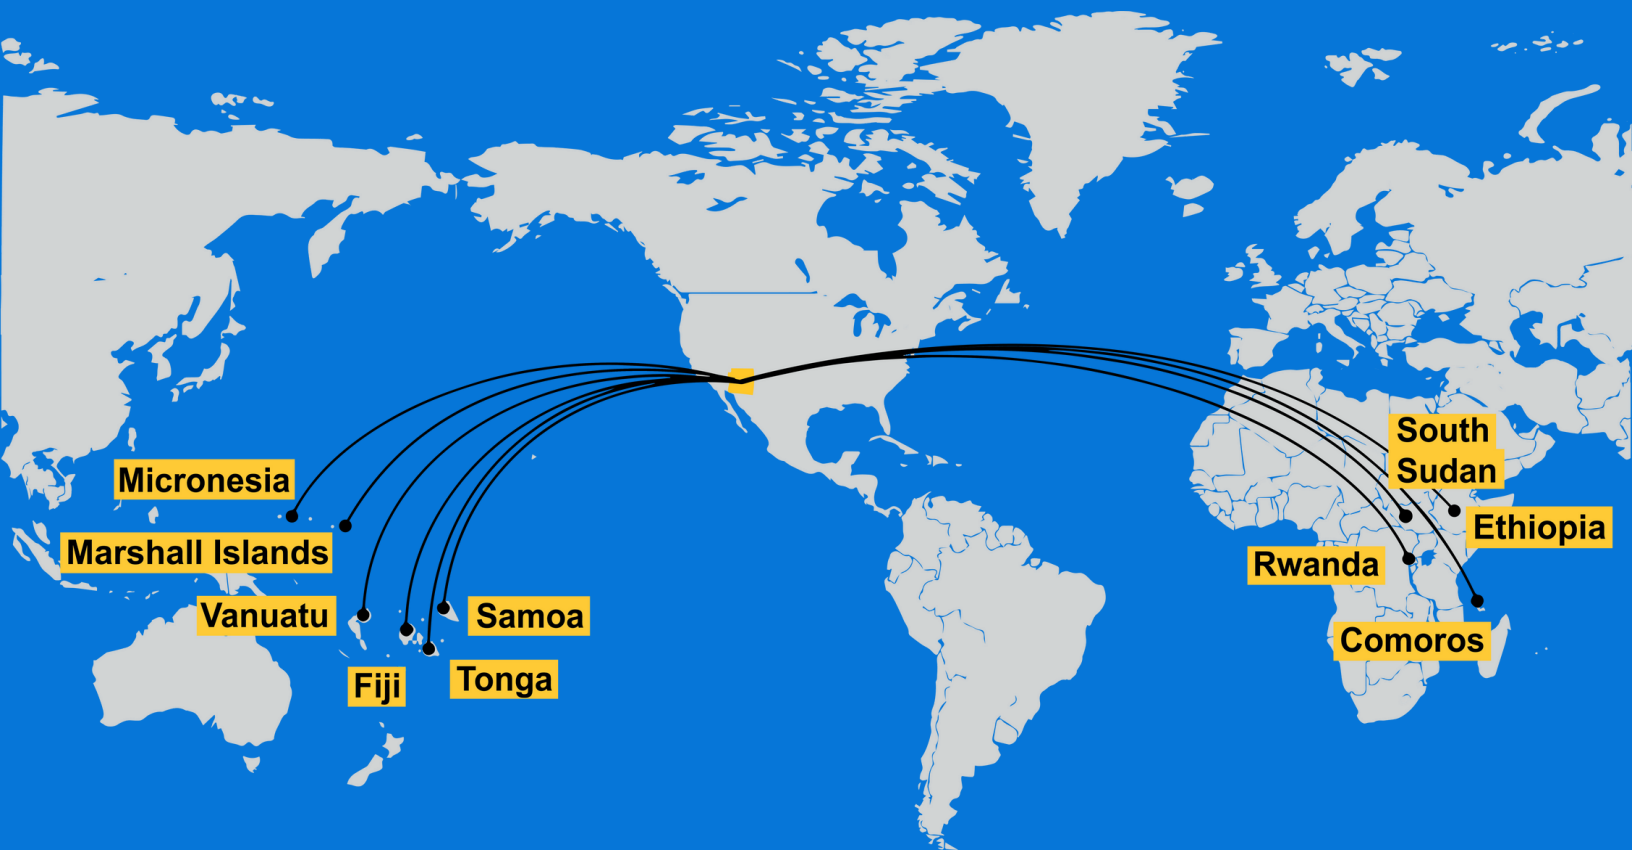 South
Sudan
Micronesia
Ethiopia
Marshall Islands
Rwanda
Vanuatu
Samoa
Comoros
Fiji
Tonga